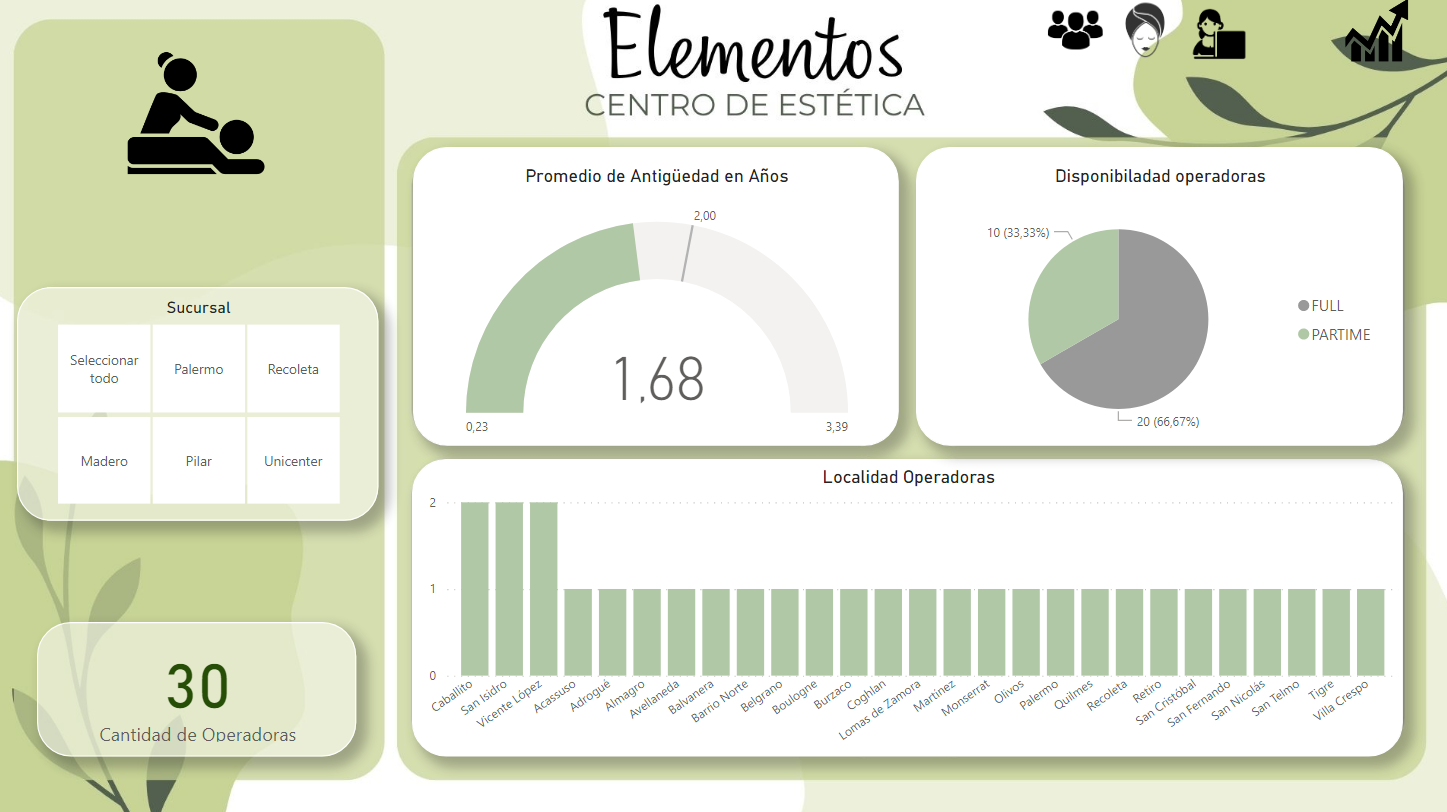 Elementos
CENTRO DE ESTÉTICA
Sucursal
Seleccionar
todo
Palermo
Recoleta
Madero
Pilar
Unicenter
30
Cantidad de Operadoras
Promedio de Antigüedad en Años
2,00
1,68
0,23
3,39
Disponibiladad operadoras
10 (33,33%)
20 (66,67%)
FULL
PARTIME
Localidad Operadoras
2
1
0
Caballito
San Isidro
Vicente López
Acassuso
Adrogué
Almagro
Avellaneda
Balvanera
Barrio Norte
Belgrano
Boulogne
Burzaco
Coghlan
Lomas de Zamora
Martinez
Monserrat
Olivos
Palermo
Quilmes
Recoleta
Retiro
San Cristóbal
San Fernando
San Nicolás
San Telmo
Tigre
Villa Crespo